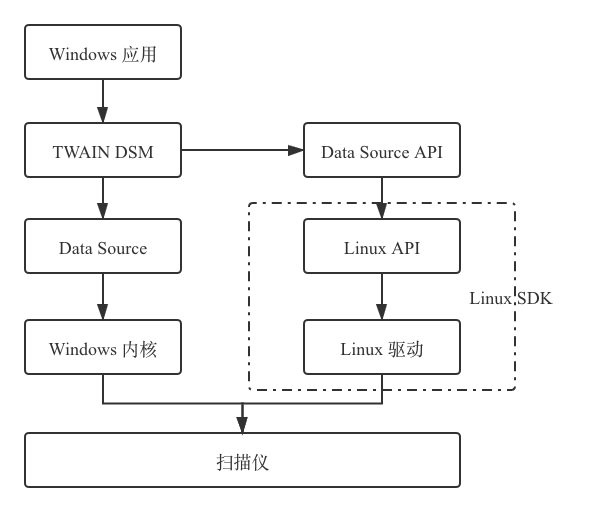 Windows 应用
TWAIN DSM
Data Source API
Data Source
Linux API
Linux SDK
Windows 内核
Linux 驱动
扫描仪